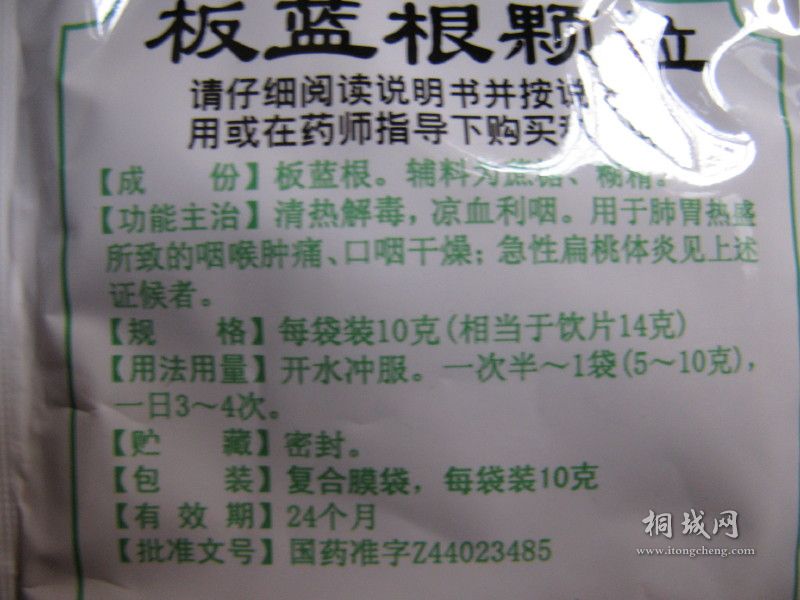 板蓝根颗粒
请仔细阅读说明书并按说
用或在药师指导下购买
【成 份】板蓝根。辅料为蔗糖、糊精。
【功能主治】清热解毒，凉血利咽。用于肺胃热盛
所致的咽喉肿痛、口咽干燥；急性扁桃体炎见上述
证候者。
【规 格】每袋装10克(相当于饮片14克)
【用法用量】开水冲服。一次半～1袋(5～10克)，
一日3～4次。
【贮 藏】密封。
【包 装】复合膜袋，每袋装10克
【有 效 期】24个月
【批准文号】国药准字Z44023485
桐城网
www.itongcheng.com